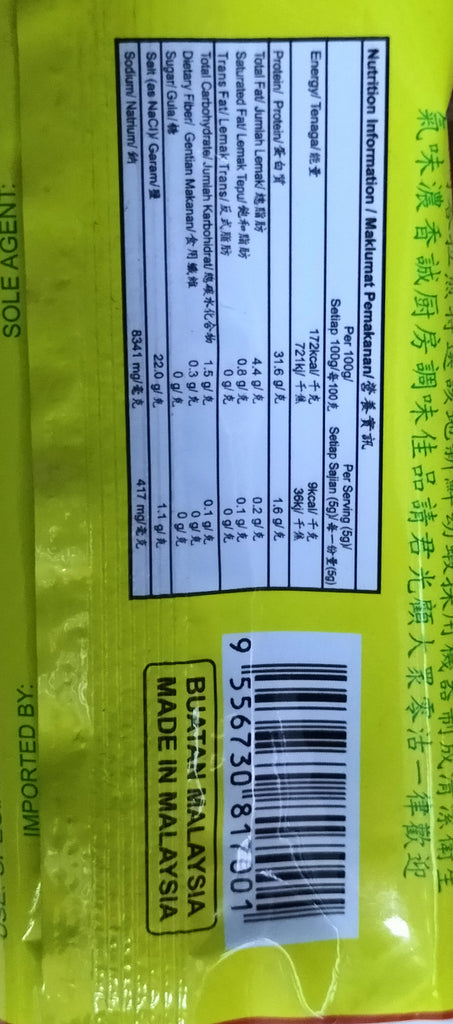 氣味濃香誠厨房調味佳品請君光顧人眾零沽一律歡迎
Nutrition Information / Maklumat Pemakanan/ 營養資訊
Per 100g/ Per Serving (5g)/
Setiap 100g/ 每100克 Setiap Sajian (5g)/ 每一份量(5g)
Energy/ Tenaga/ 能量 172kcal/ 千卡 9kcal/ 千卡
721kj/ 千焦 36kj/ 千焦
Protein/ Protein/ 蛋白質 31.6 g/克 1.6 g/克
Total Fat/ Jumlah Lemak/ 總脂肪 4.4 g/克 0.2 g/克
Saturated Fat/ Lemak Tepu/ 飽和脂肪 0.8 g/克 0.1 g/克
Trans Fat/ Lemak Trans/ 反式脂肪 0 g/克 0 g/克
Total Carbohydrate/ Jumlah Karbohidrat/ 總碳水化合物 1.5 g/克 0.1 g/克
Dietary Fiber/ Gentian Makanan/ 食用纖維 0.3 g/克 0 g/克
Sugar/ Gula/ 糖 0 g/克 0 g/克
Salt (as NaCl)/ Garam/ 鹽 22.0 g/克 1.1 g/克
Sodium/ Natrium/ 鈉 8341 mg/毫克 417 mg/毫克
9 556730 817001
BUATAN MALAYSIA
MADE IN MALAYSIA
SOLE AGENT:
IMPORTED BY: